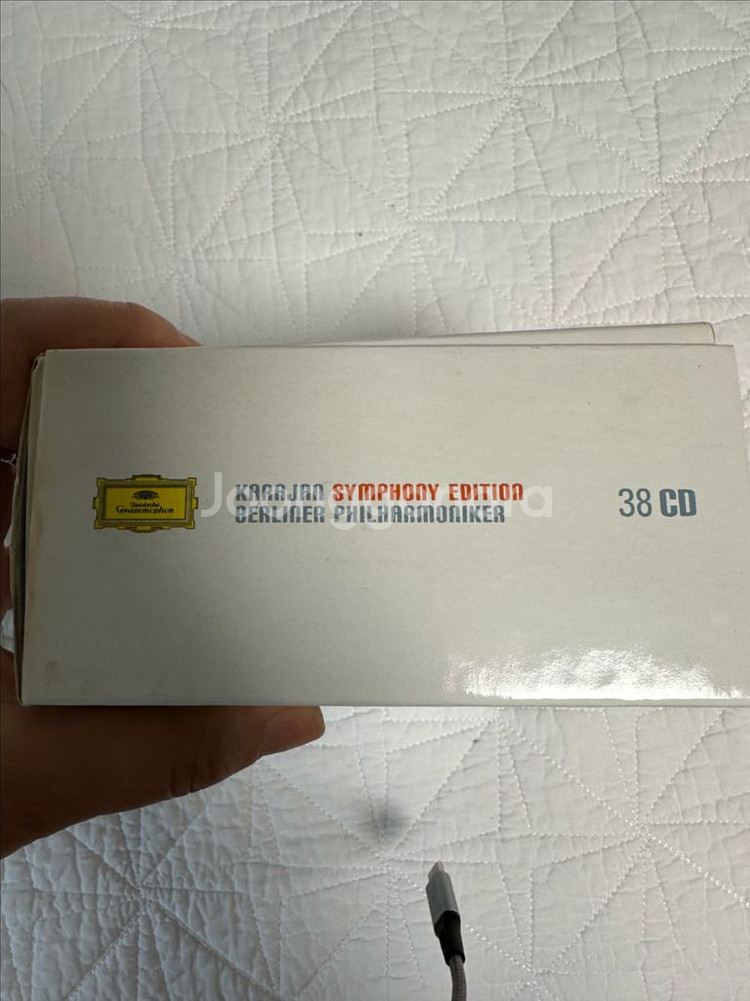 Deutsche
Grammophon
KARAJAN SYMPHONY EDITION
BERLINER PHILHARMONIKER
38 CD